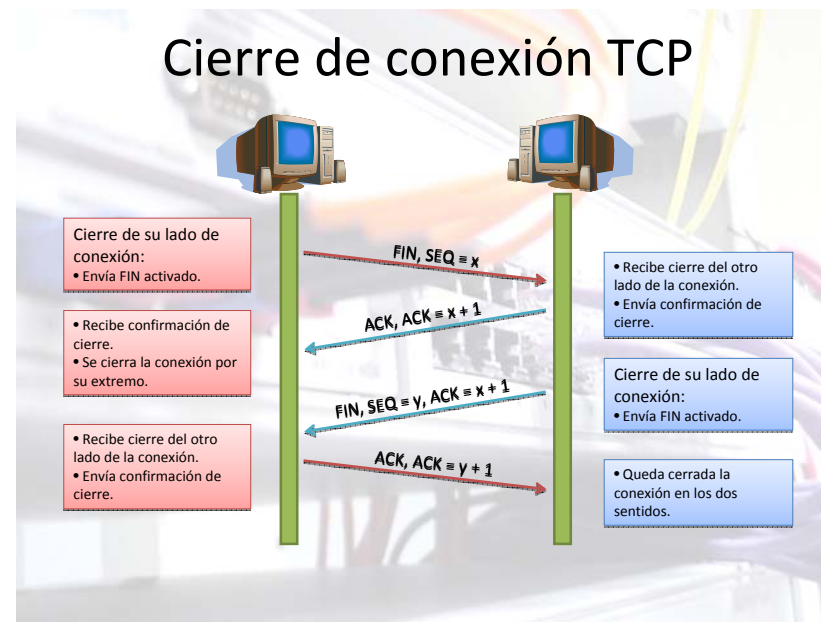 Cierre de conexión TCP
Cierre de su lado de
conexión:
• Envía FIN activado.
FIN, SEQ = x
• Recibe cierre del otro
lado de la conexión.
• Envía confirmación de
cierre.
ACK, ACK = x + 1
• Recibe confirmación de
cierre.
• Se cierra la conexión por
su extremo.
Cierre de su lado de
conexión:
• Envía FIN activado.
FIN, SEQ = y, ACK = x + 1
• Recibe cierre del otro
lado de la conexión.
• Envía confirmación de
cierre.
ACK, ACK = y + 1
• Queda cerrada la
conexión en los dos
sentidos.